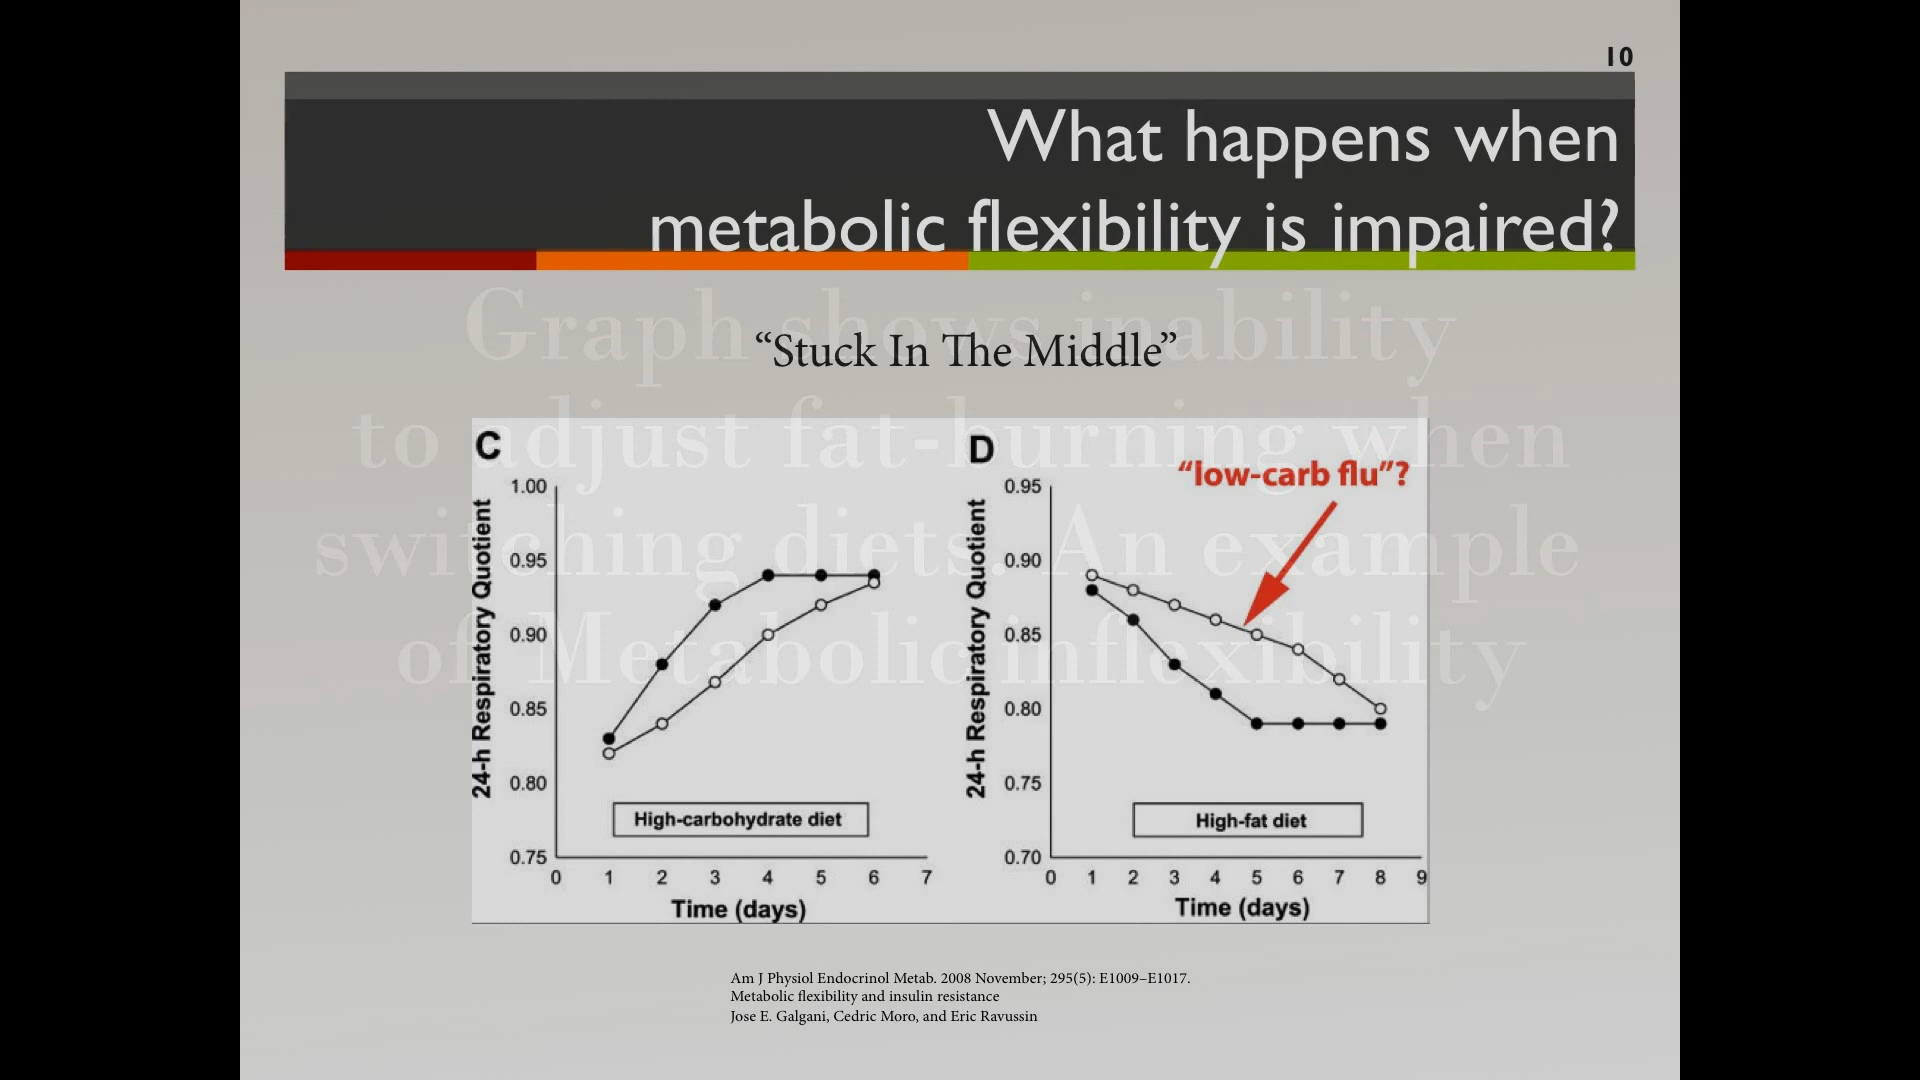 10
What happens when
metabolic flexibility is impaired?
Graph shows inability
to adjust fat-burning when
switching diets. An example
of Metabolic inflexibility
“Stuck In The Middle”
C
24-h Respiratory Quotient
1.00
0.95
0.90
0.85
0.80
0.75
High-carbohydrate diet
0 1 2 3 4 5 6 7
Time (days)
D
“low-carb flu”?
24-h Respiratory Quotient
0.95
0.90
0.85
0.80
0.75
0.70
High-fat diet
0 1 2 3 4 5 6 7 8 9
Time (days)
Am J Physiol Endocrinol Metab. 2008 November; 295(5): E1009–E1017.
Metabolic flexibility and insulin resistance
Jose E. Galgani, Cedric Moro, and Eric Ravussin